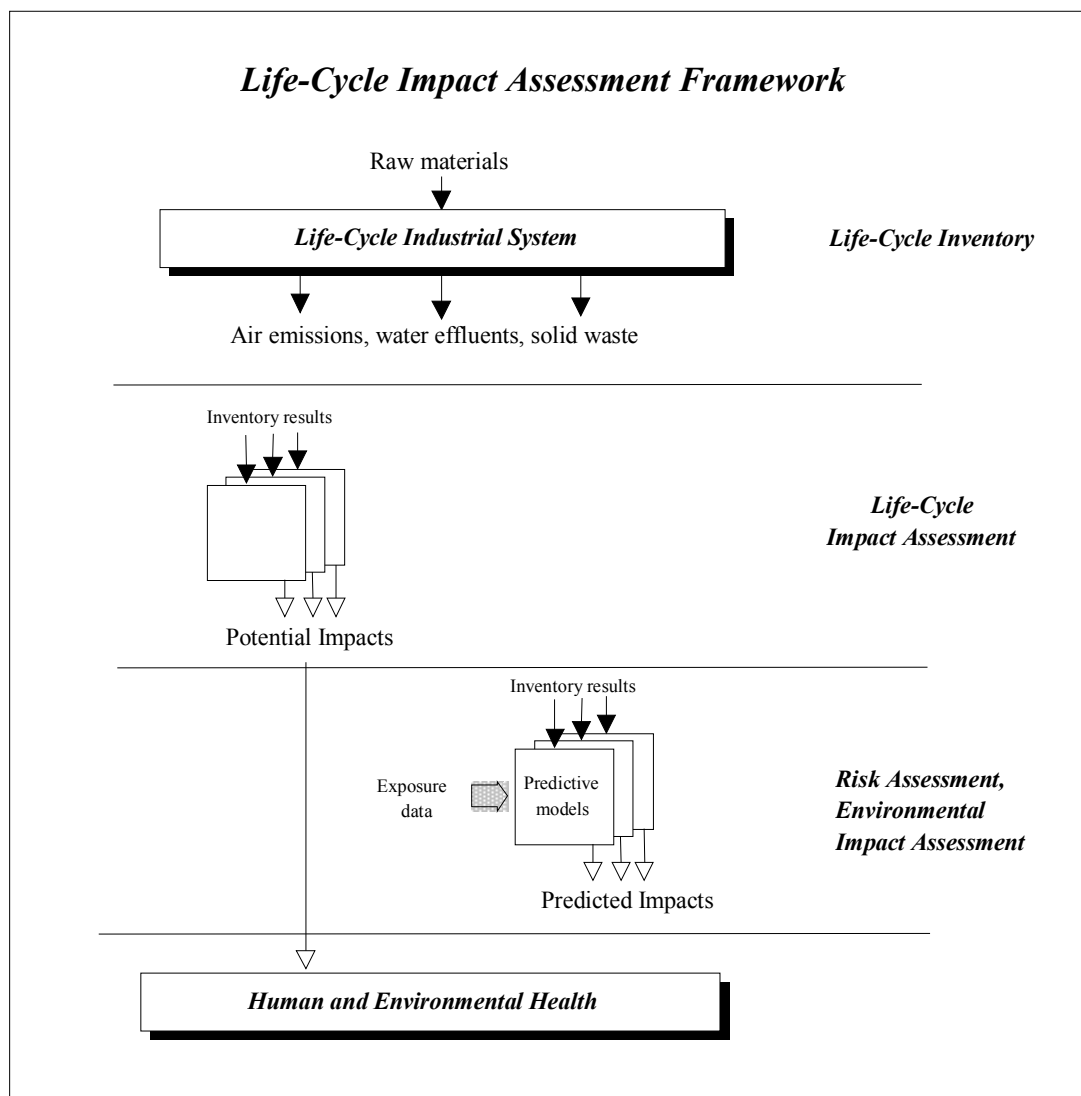 Life-Cycle Impact Assessment Framework
Raw materials
Life-Cycle Industrial System
Life-Cycle Inventory
Air emissions, water effluents, solid waste
Inventory results
Life-Cycle
Impact Assessment
Potential Impacts
Inventory results
Exposure
data
Predictive
models
Risk Assessment,
Environmental
Impact Assessment
Predicted Impacts
Human and Environmental Health